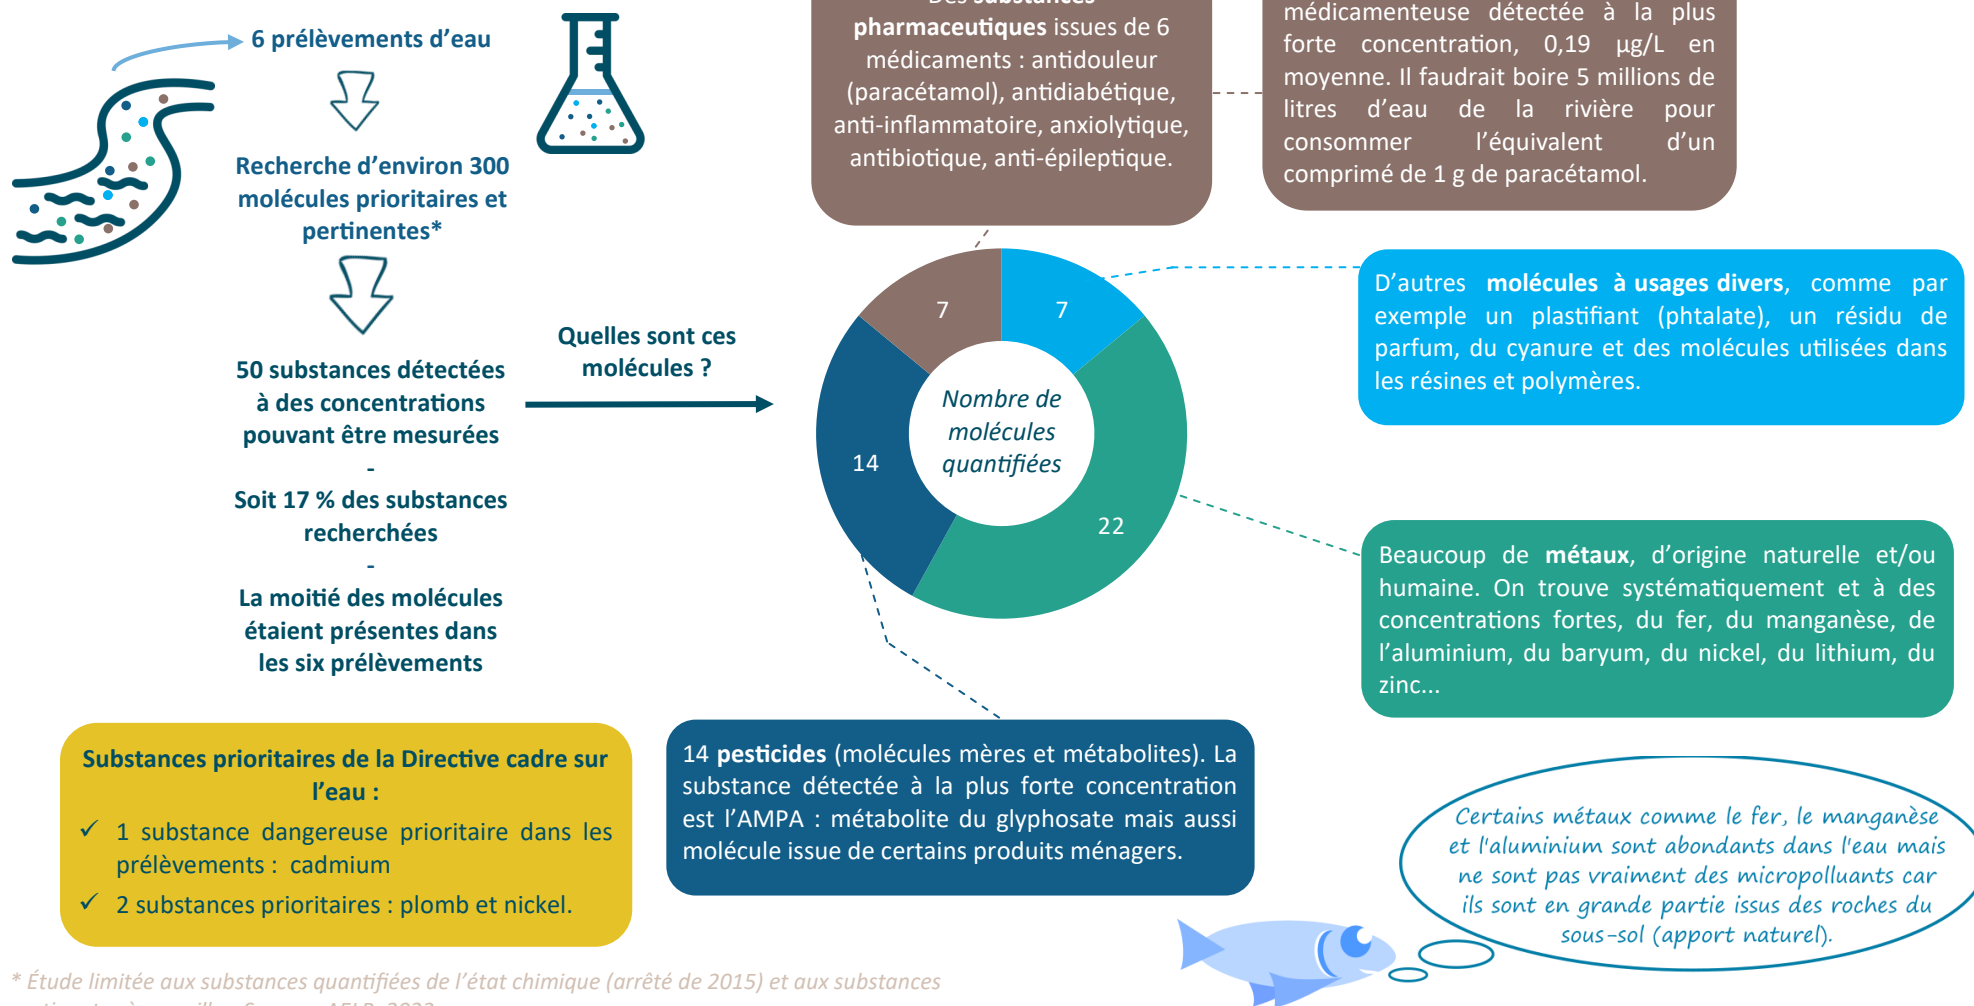 6 prélèvements d’eau
Recherche d’environ 300
molécules prioritaires et
pertinentes*
50 substances détectées
à des concentrations
pouvant être mesurées
-
Soit 17 % des substances
recherchées
-
La moitié des molécules
étaient présentes dans
les six prélèvements
Quelles sont ces
molécules ?
Des substances
pharmaceutiques issues de 6
médicaments : antidouleur
(paracétamol), antidiabétique,
anti-inflammatoire, anxiolytique,
antibiotique, anti-épileptique.
médicamenteuse détectée à la plus
forte concentration, 0,19 µg/L en
moyenne. Il faudrait boire 5 millions de
litres d’eau de la rivière pour
consommer l’équivalent d’un
comprimé de 1 g de paracétamol.
7
7
14
22
Nombre de
molécules
quantifiées
D’autres molécules à usages divers, comme par
exemple un plastifiant (phtalate), un résidu de
parfum, du cyanure et des molécules utilisées dans
les résines et polymères.
Beaucoup de métaux, d’origine naturelle et/ou
humaine. On trouve systématiquement et à des
concentrations fortes, du fer, du manganèse, de
l’aluminium, du baryum, du nickel, du lithium, du
zinc...
Substances prioritaires de la Directive cadre sur
l’eau :
✓ 1 substance dangereuse prioritaire dans les
prélèvements : cadmium
✓ 2 substances prioritaires : plomb et nickel.
14 pesticides (molécules mères et métabolites). La
substance détectée à la plus forte concentration
est l’AMPA : métabolite du glyphosate mais aussi
molécule issue de certains produits ménagers.
Certains métaux comme le fer, le manganèse
et l'aluminium sont abondants dans l'eau mais
ne sont pas vraiment des micropolluants car
ils sont en grande partie issus des roches du
sous-sol (apport naturel).
* Étude limitée aux substances quantifiées de l’état chimique (arrêté de 2015) et aux substances